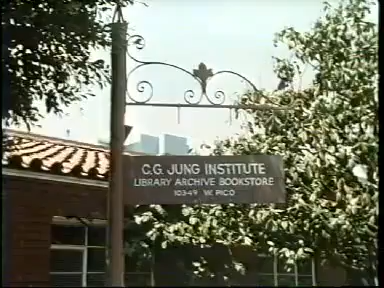 C.G. JUNG INSTITUTE
LIBRARY ARCHIVE BOOKSTORE
10349 W. PICO